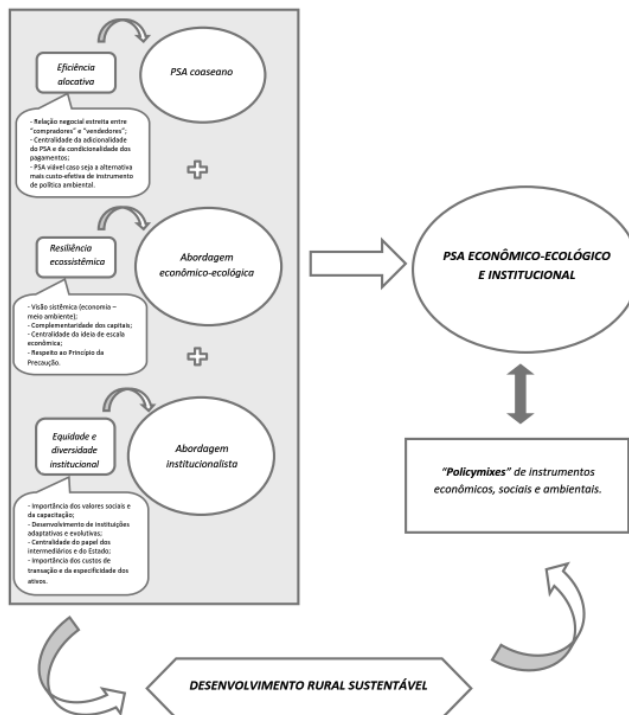 Eficiência
alocativa
PSA coaseano
- Relação negocial estreita entre
"compradores" e "vendedores";
- Centralidade da adicionalidade
do PSA e da condicionalidade dos
pagamentos;
- PSA viável caso seja a alternativa
mais custo-efetiva de instrumento
de política ambiental.
Resiliência
ecossistêmica
Abordagem
econômico-ecológica
- Visão sistêmica (economia –
meio ambiente);
- Complementaridade dos capitais;
- Centralidade da ideia de escala
econômica;
- Respeito ao Princípio da
Precaução.
Equidade e
diversidade
institucional
Abordagem
institucionalista
- Importância dos valores sociais e
da capacitação;
- Desenvolvimento de instituições
adaptativas e evolutivas;
- Centralidade do papel dos
intermediários e do Estado;
- Importância dos custos de
transação e da especificidade dos
ativos.
PSA ECONÔMICO-ECOLÓGICO
E INSTITUCIONAL
"Policymixes" de instrumentos
econômicos, sociais e ambientais.
DESENVOLVIMENTO RURAL SUSTENTÁVEL